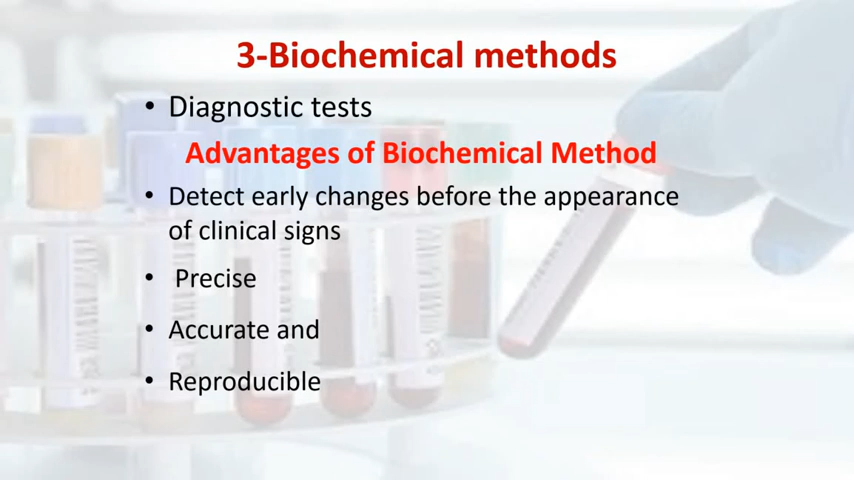 3-Biochemical methods
• Diagnostic tests
Advantages of Biochemical Method
• Detect early changes before the appearance
of clinical signs
• Precise
• Accurate and
• Reproducible